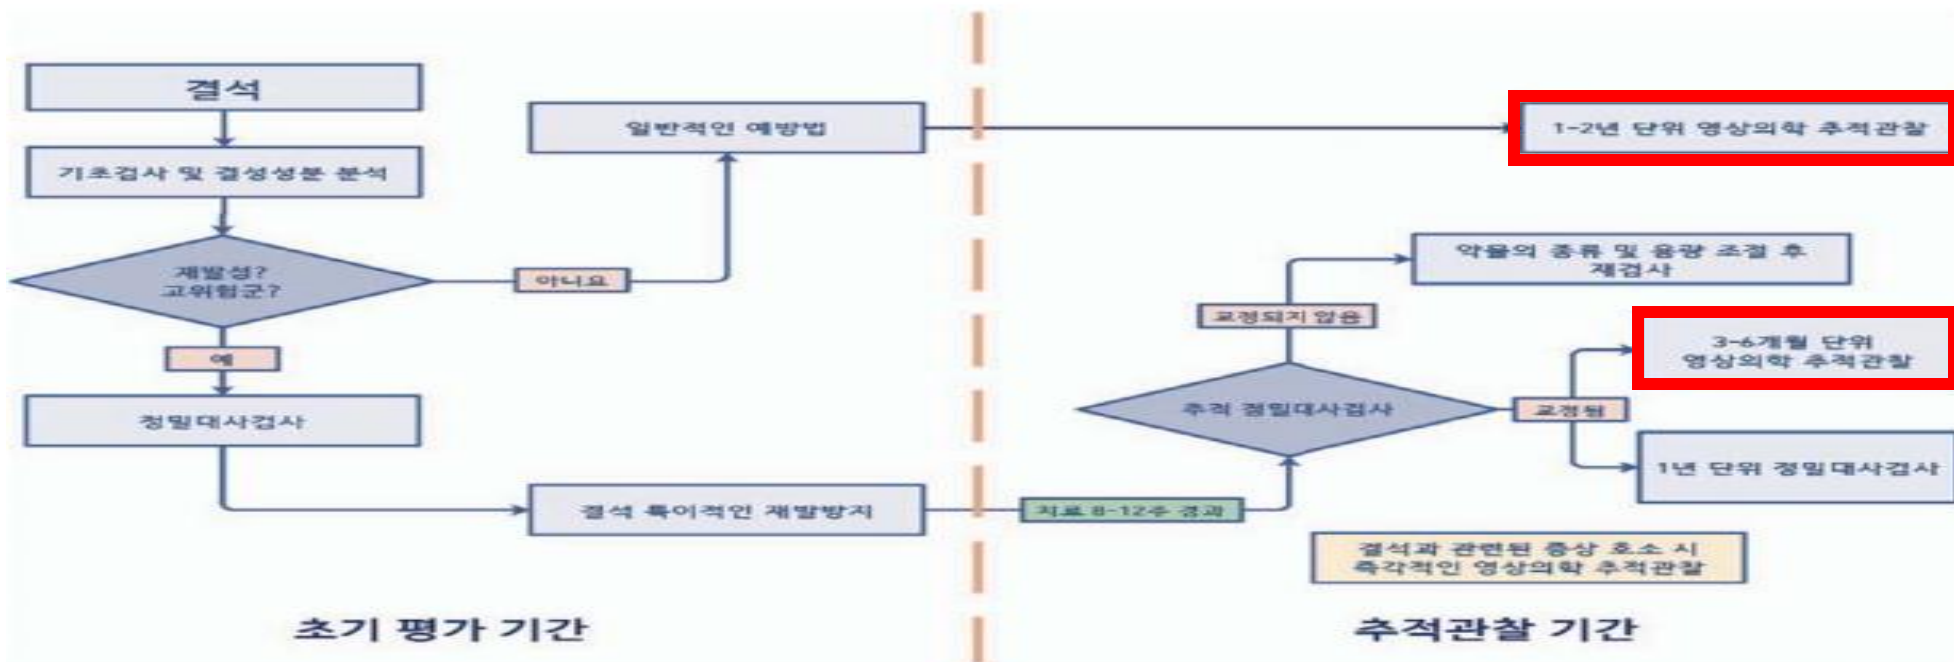 결석
기초검사 및 결성성분 분석
재발성?
고위험군?
아니요
예
정밀대사검사
일반적인 예방법
결석 특이적인 재발방지
초기 평가 기간
1-2년 단위 영상의학 추적관찰
약물의 종류 및 용량 조절 후
재검사
교정되지 않음
3-6개월 단위
영상의학 추적관찰
추적 정밀대사검사
교정됨
1년 단위 정밀대사검사
치료 8-12주 경과
결석과 관련된 증상 호소 시
즉각적인 영상의학 추적관찰
추적관찰 기간